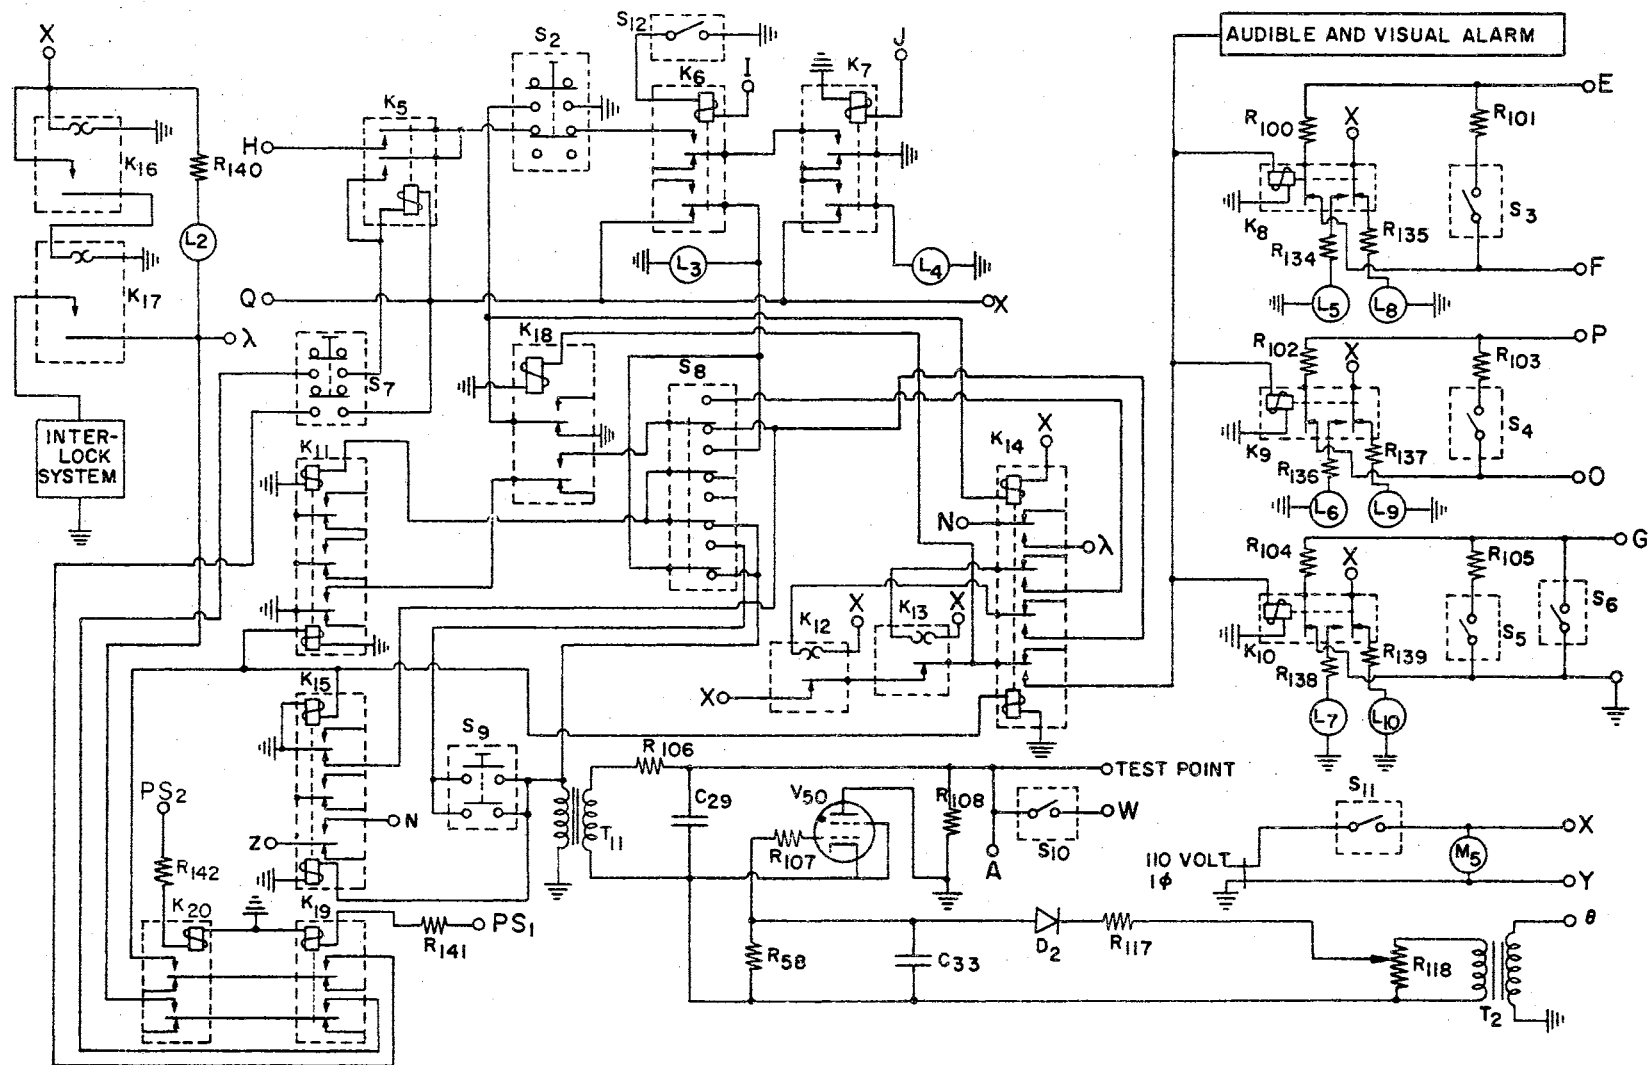 X
S12
S2
J
I
K7
K6
K5
H
K16
R140
L2
K17
L3
L4
Q
X
λ
K18
S7
S8
INTER-
LOCK
SYSTEM
K11
K14
X
N
λ
K12
X
K13
X
X
K15
S9
R106
TEST POINT
PS2
C29
V50
R108
W
N
Z
T11
R107
S10
A
R142
K20
K19
R141
PS1
R58
C33
D2
R117
R118
T2
θ
AUDIBLE AND VISUAL ALARM
E
R100
X
R101
K8
S3
R134
R135
F
L5
L8
P
R102
X
R103
K9
S4
R136
R137
O
L6
L9
G
R104
X
R105
S6
K10
S5
R138
R139
L7
L10
S11
X
110 VOLT
1ϕ
M5
Y